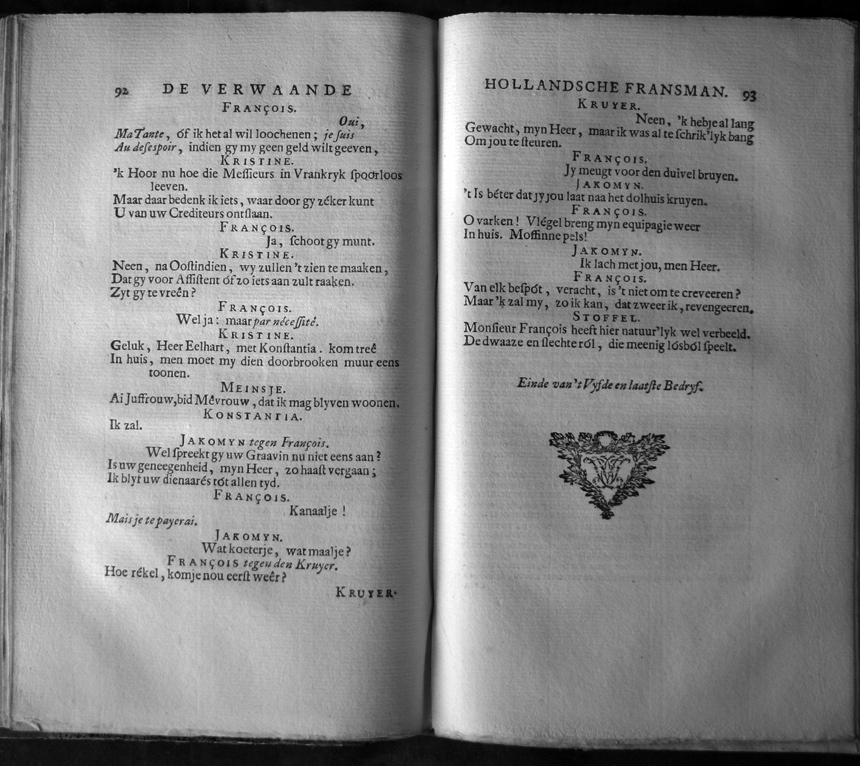 92 DE VERWAANDE
FRANÇOIS.
Oui,
Ma Tante, óf ik het al wil loochenen; je ſuis
Au deſespoir, indien gy my geen geld wilt geeven,
KRISTINE.
'k Hoor nu hoe die Meſſieurs in Vrankryk ſpoorloos
leeven.
Maar daar bedenk ik iets, waar door gy zéker kunt
U van uw Crediteurs ontſlaan.
FRANÇOIS.
Ja, ſchoot gy munt.
KRISTINE.
Neen, na Ooſtindien, wy zullen 't zien te maaken,
Dat gy voor Aſſiſtent óf zo iets aan zult raaken.
Zyt gy te vreên?
FRANÇOIS.
Wel ja: maar par néceſſité.
KRISTINE.
Geluk, Heer Eelhart, met Konſtantia. kom treê
In huis, men moet my dien doorbrooken muur eens
toonen.
MEINSJE.
Ai Juffrouw, bid Mêvrouw, dat ik mag blyven woonen.
KONSTANTIA.
Ik zal.
JAKOMYN tegen François.
Wel ſpreekt gy uw Graavin nu niet eens aan?
Is uw geneegenheid, myn Heer, zo haaſt vergaan;
Ik blyf uw dienaarés tót allen tyd.
FRANÇOIS.
Kanaalje!
Mais je te payerai.
JAKOMYN.
Wat koeterje, wat maalje?
FRANÇOIS tegen den Kruyer.
Hoe rékel, komje nou eerſt weêr?
KRUYER.
HOLLANDSCHE FRANSMAN. 93
KRUYER.
Neen, 'k hebje al lang
Gewacht, myn Heer, maar ik was al te ſchrik'lyk bang
Om jou te ſteuren.
FRANÇOIS.
Jy meugt voor den duivel bruyen.
JAKOMYN.
't Is béter dat jy jou laat naa het dolhuis kruyen.
FRANÇOIS.
O varken! Vlégel breng myn equipagie weer
In huis. Moffinne pels!
JAKOMYN.
Ik lach met jou, men Heer.
FRANÇOIS.
Van elk beſpót, veracht, is 't niet om te creveeren?
Maar 'k zal my, zo ik kan, dat zweer ik, revengeeren.
STOFFEL.
Monſieur François heeft hier natuur'lyk wel verbeeld.
De dwaaze en ſlechte ról, die meenig lósból ſpeelt.
Einde van 't Vyfde en laatſte Bedryf.